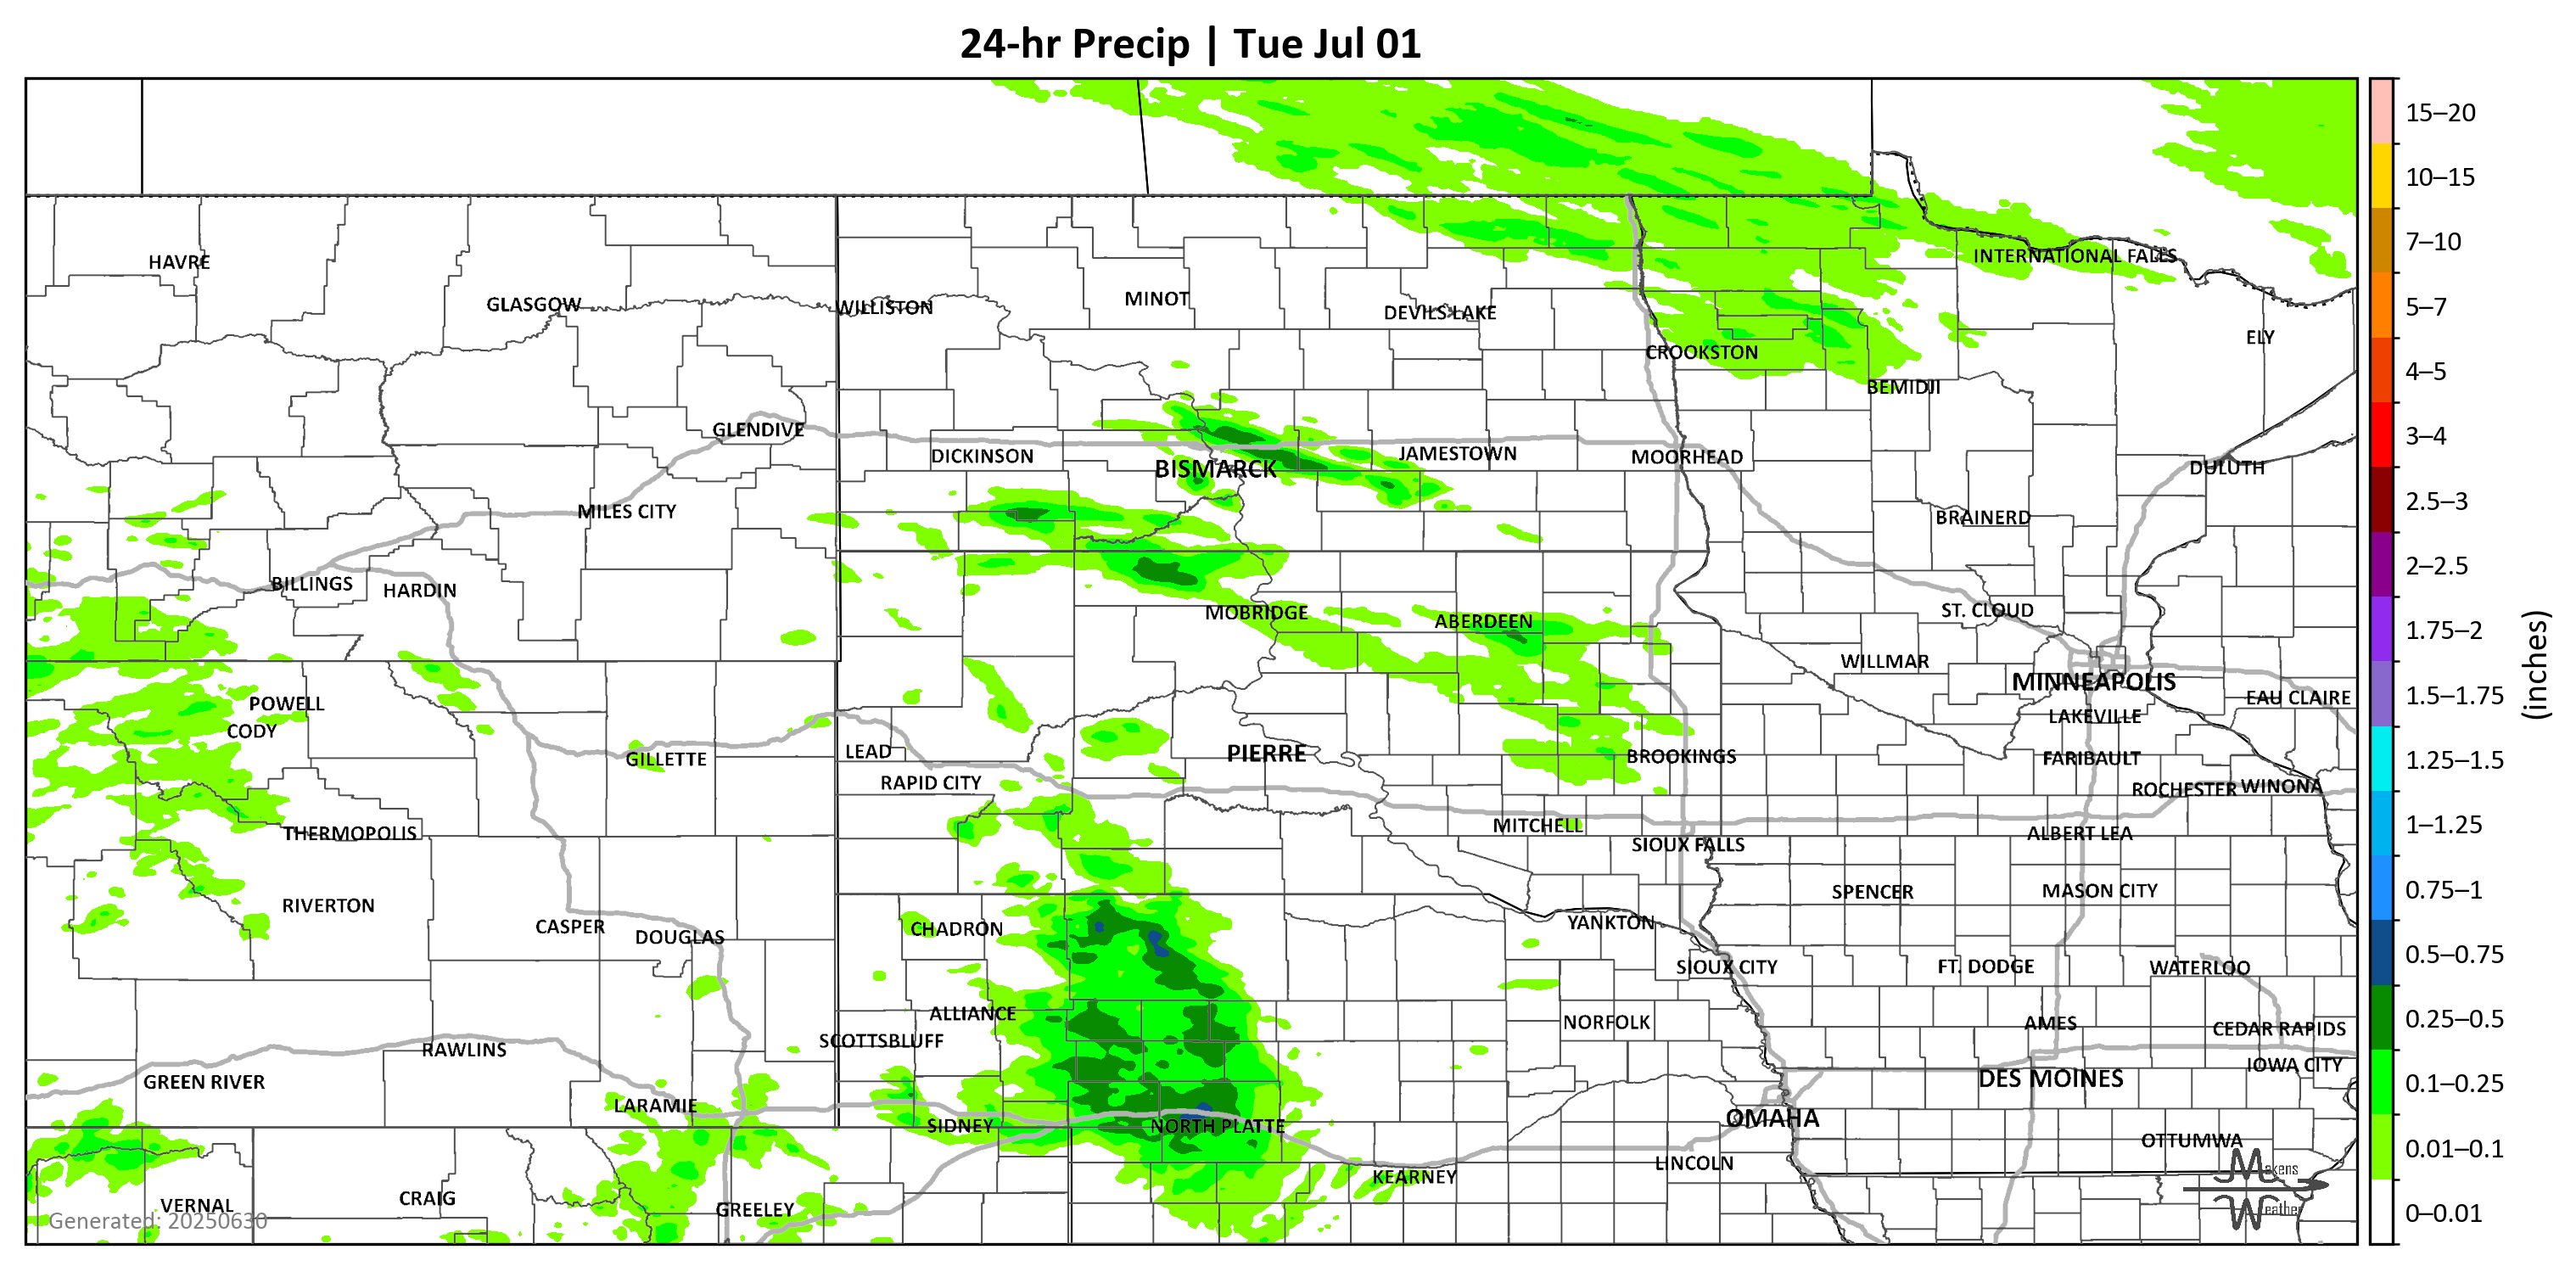 24-hr Precip | Tue Jul 01
15–20
10–15
7–10
5–7
4–5
3–4
2.5–3
2–2.5
1.75–2
1.5–1.75
1.25–1.5
1–1.25
0.75–1
0.5–0.75
0.25–0.5
0.1–0.25
0.01–0.1
0–0.01
(inches)
HAVRE
INTERNATIONAL FALLS
GLASGOW
WILLISTON
MINOT
DEVILS LAKE
ELY
CROOKSTON
BEMIDJI
GLENDIVE
DICKINSON
BISMARCK
JAMESTOWN
MOORHEAD
DULUTH
MILES CITY
BRAINERD
BILLINGS
HARDIN
MOBRIDGE
ABERDEEN
ST. CLOUD
WILLMAR
MINNEAPOLIS
EAU CLAIRE
POWELL
CODY
LAKEVILLE
GILLETTE
LEAD
PIERRE
BROOKINGS
FARIBAULT
RAPID CITY
ROCHESTER
WINONA
THERMOPOLIS
MITCHELL
ALBERT LEA
SIOUX FALLS
SPENCER
MASON CITY
RIVERTON
CASPER
DOUGLAS
CHADRON
YANKTON
SIOUX CITY
FT. DODGE
WATERLOO
ALLIANCE
NORFOLK
AMES
CEDAR RAPIDS
SCOTTSBLUFF
RAWLINS
IOWA CITY
GREEN RIVER
DES MOINES
LARAMIE
SIDNEY
NORTH PLATTE
OMAHA
OTTUMWA
LINCOLN
KEARNEY
VERNAL
CRAIG
GREELEY
Generated: 20250630
Makens
Weather